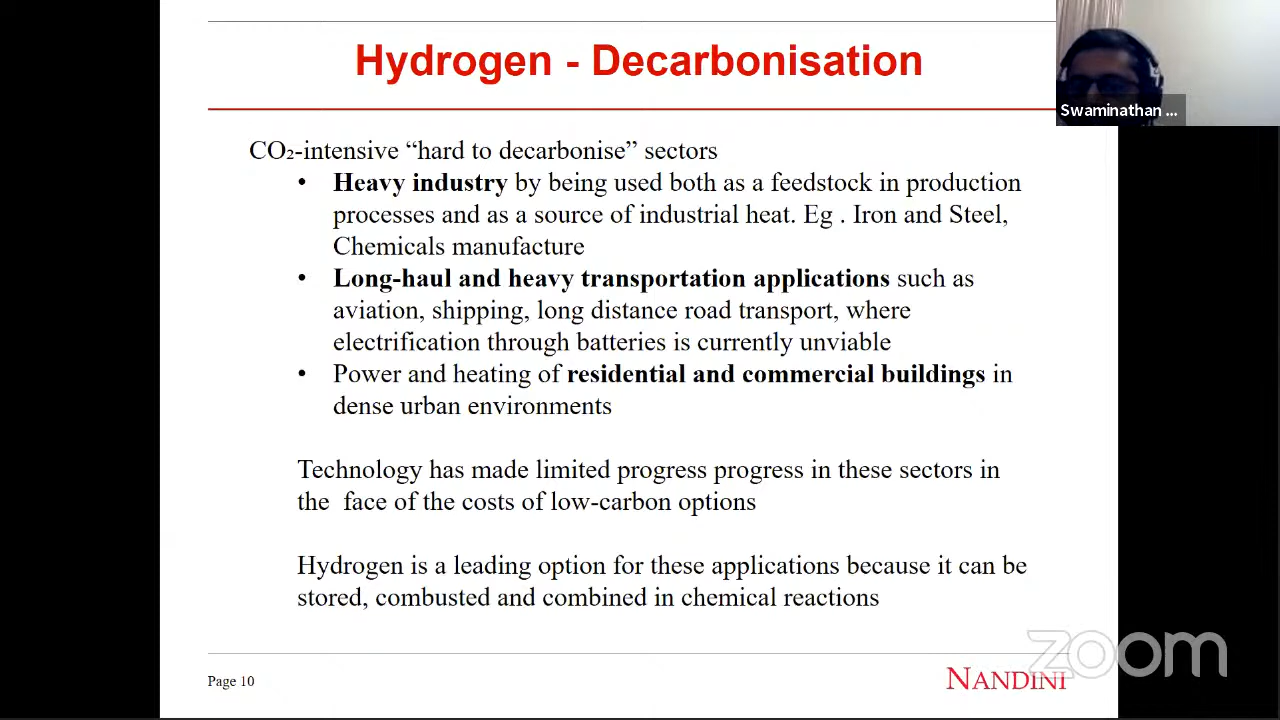 Hydrogen - Decarbonisation
Swaminathan ...
CO₂-intensive “hard to decarbonise” sectors
• Heavy industry by being used both as a feedstock in production
processes and as a source of industrial heat. Eg . Iron and Steel,
Chemicals manufacture
• Long-haul and heavy transportation applications such as
aviation, shipping, long distance road transport, where
electrification through batteries is currently unviable
• Power and heating of residential and commercial buildings in
dense urban environments
Technology has made limited progress progress in these sectors in
the  face of the costs of low-carbon options
Hydrogen is a leading option for these applications because it can be
stored, combusted and combined in chemical reactions
zoom
Page 10
NANDINI